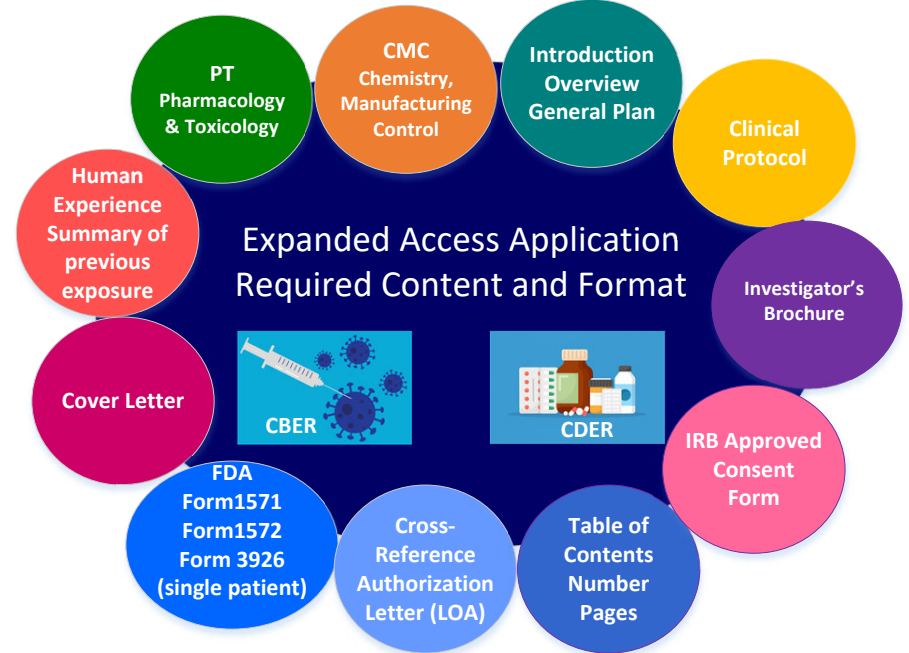 PT
Pharmacology
& Toxicology
CMC
Chemistry,
Manufacturing
Control
Introduction
Overview
General Plan
Clinical
Protocol
Human
Experience
Summary of
previous
exposure
Expanded Access Application
Required Content and Format
Investigator’s
Brochure
Cover Letter
CBER
CDER
IRB Approved
Consent
Form
FDA
Form1571
Form1572
Form 3926
(single patient)
Cross-
Reference
Authorization
Letter (LOA)
Table of
Contents
Number
Pages